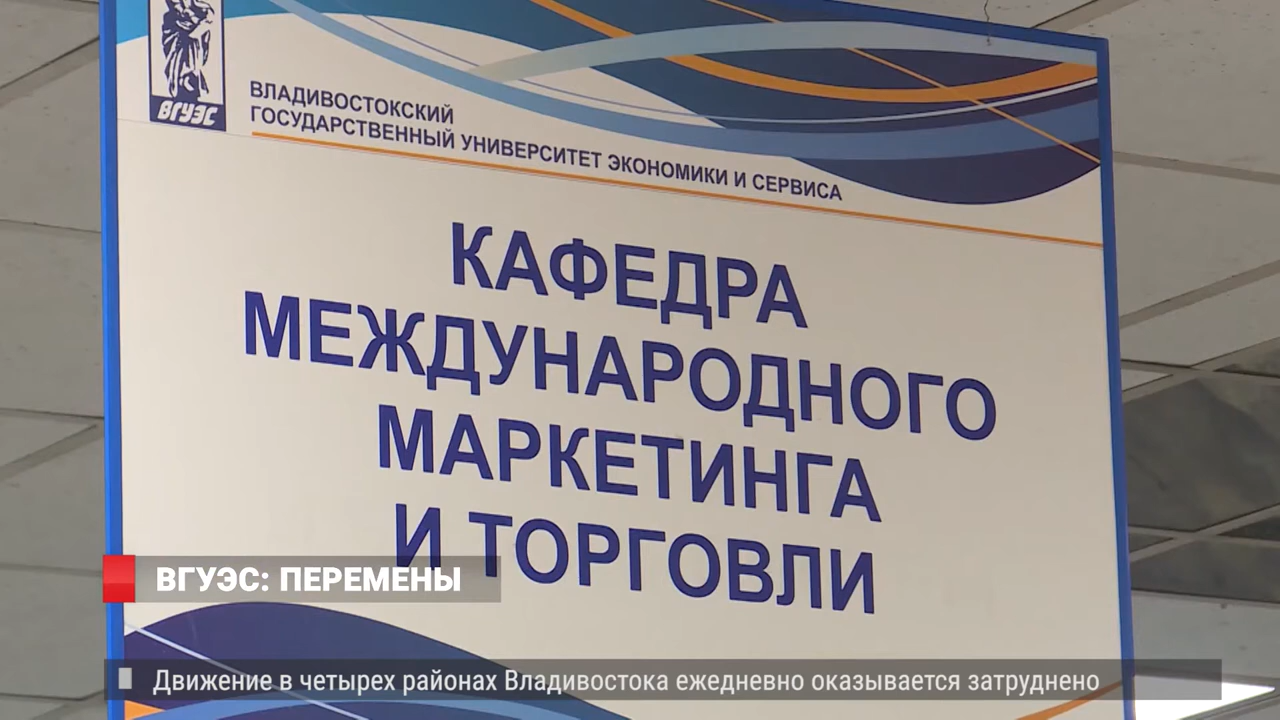 ВГУЭС
ВЛАДИВОСТОКСКИЙ
ГОСУДАРСТВЕННЫЙ УНИВЕРСИТЕТ ЭКОНОМИКИ И СЕРВИСА
КАФЕДРА
МЕЖДУНАРОДНОГО
МАРКЕТИНГА
И ТОРГОВЛИ
ВГУЭС: ПЕРЕМЕНЫ
Движение в четырех районах Владивостока ежедневно оказывается затруднено